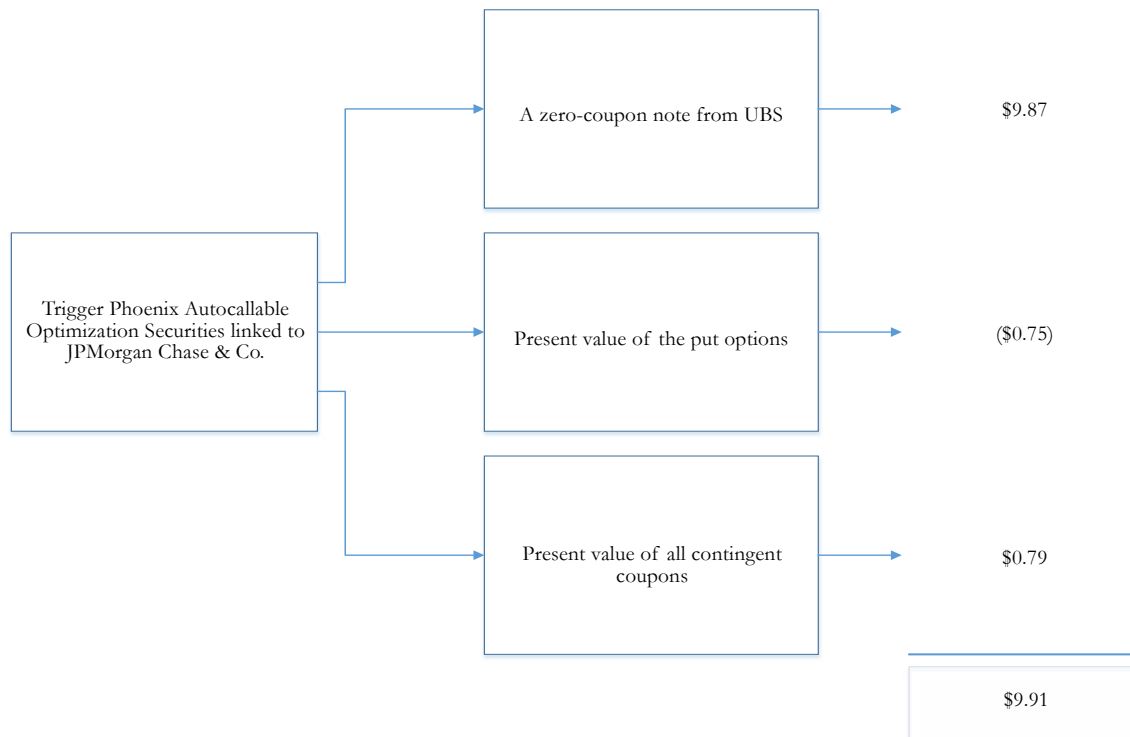 A zero-coupon note from UBS
$9.87
Trigger Phoenix Autocallable
Optimization Securities linked to
JPMorgan Chase & Co.
Present value of the put options
($0.75)
Present value of all contingent
coupons
$0.79
$9.91